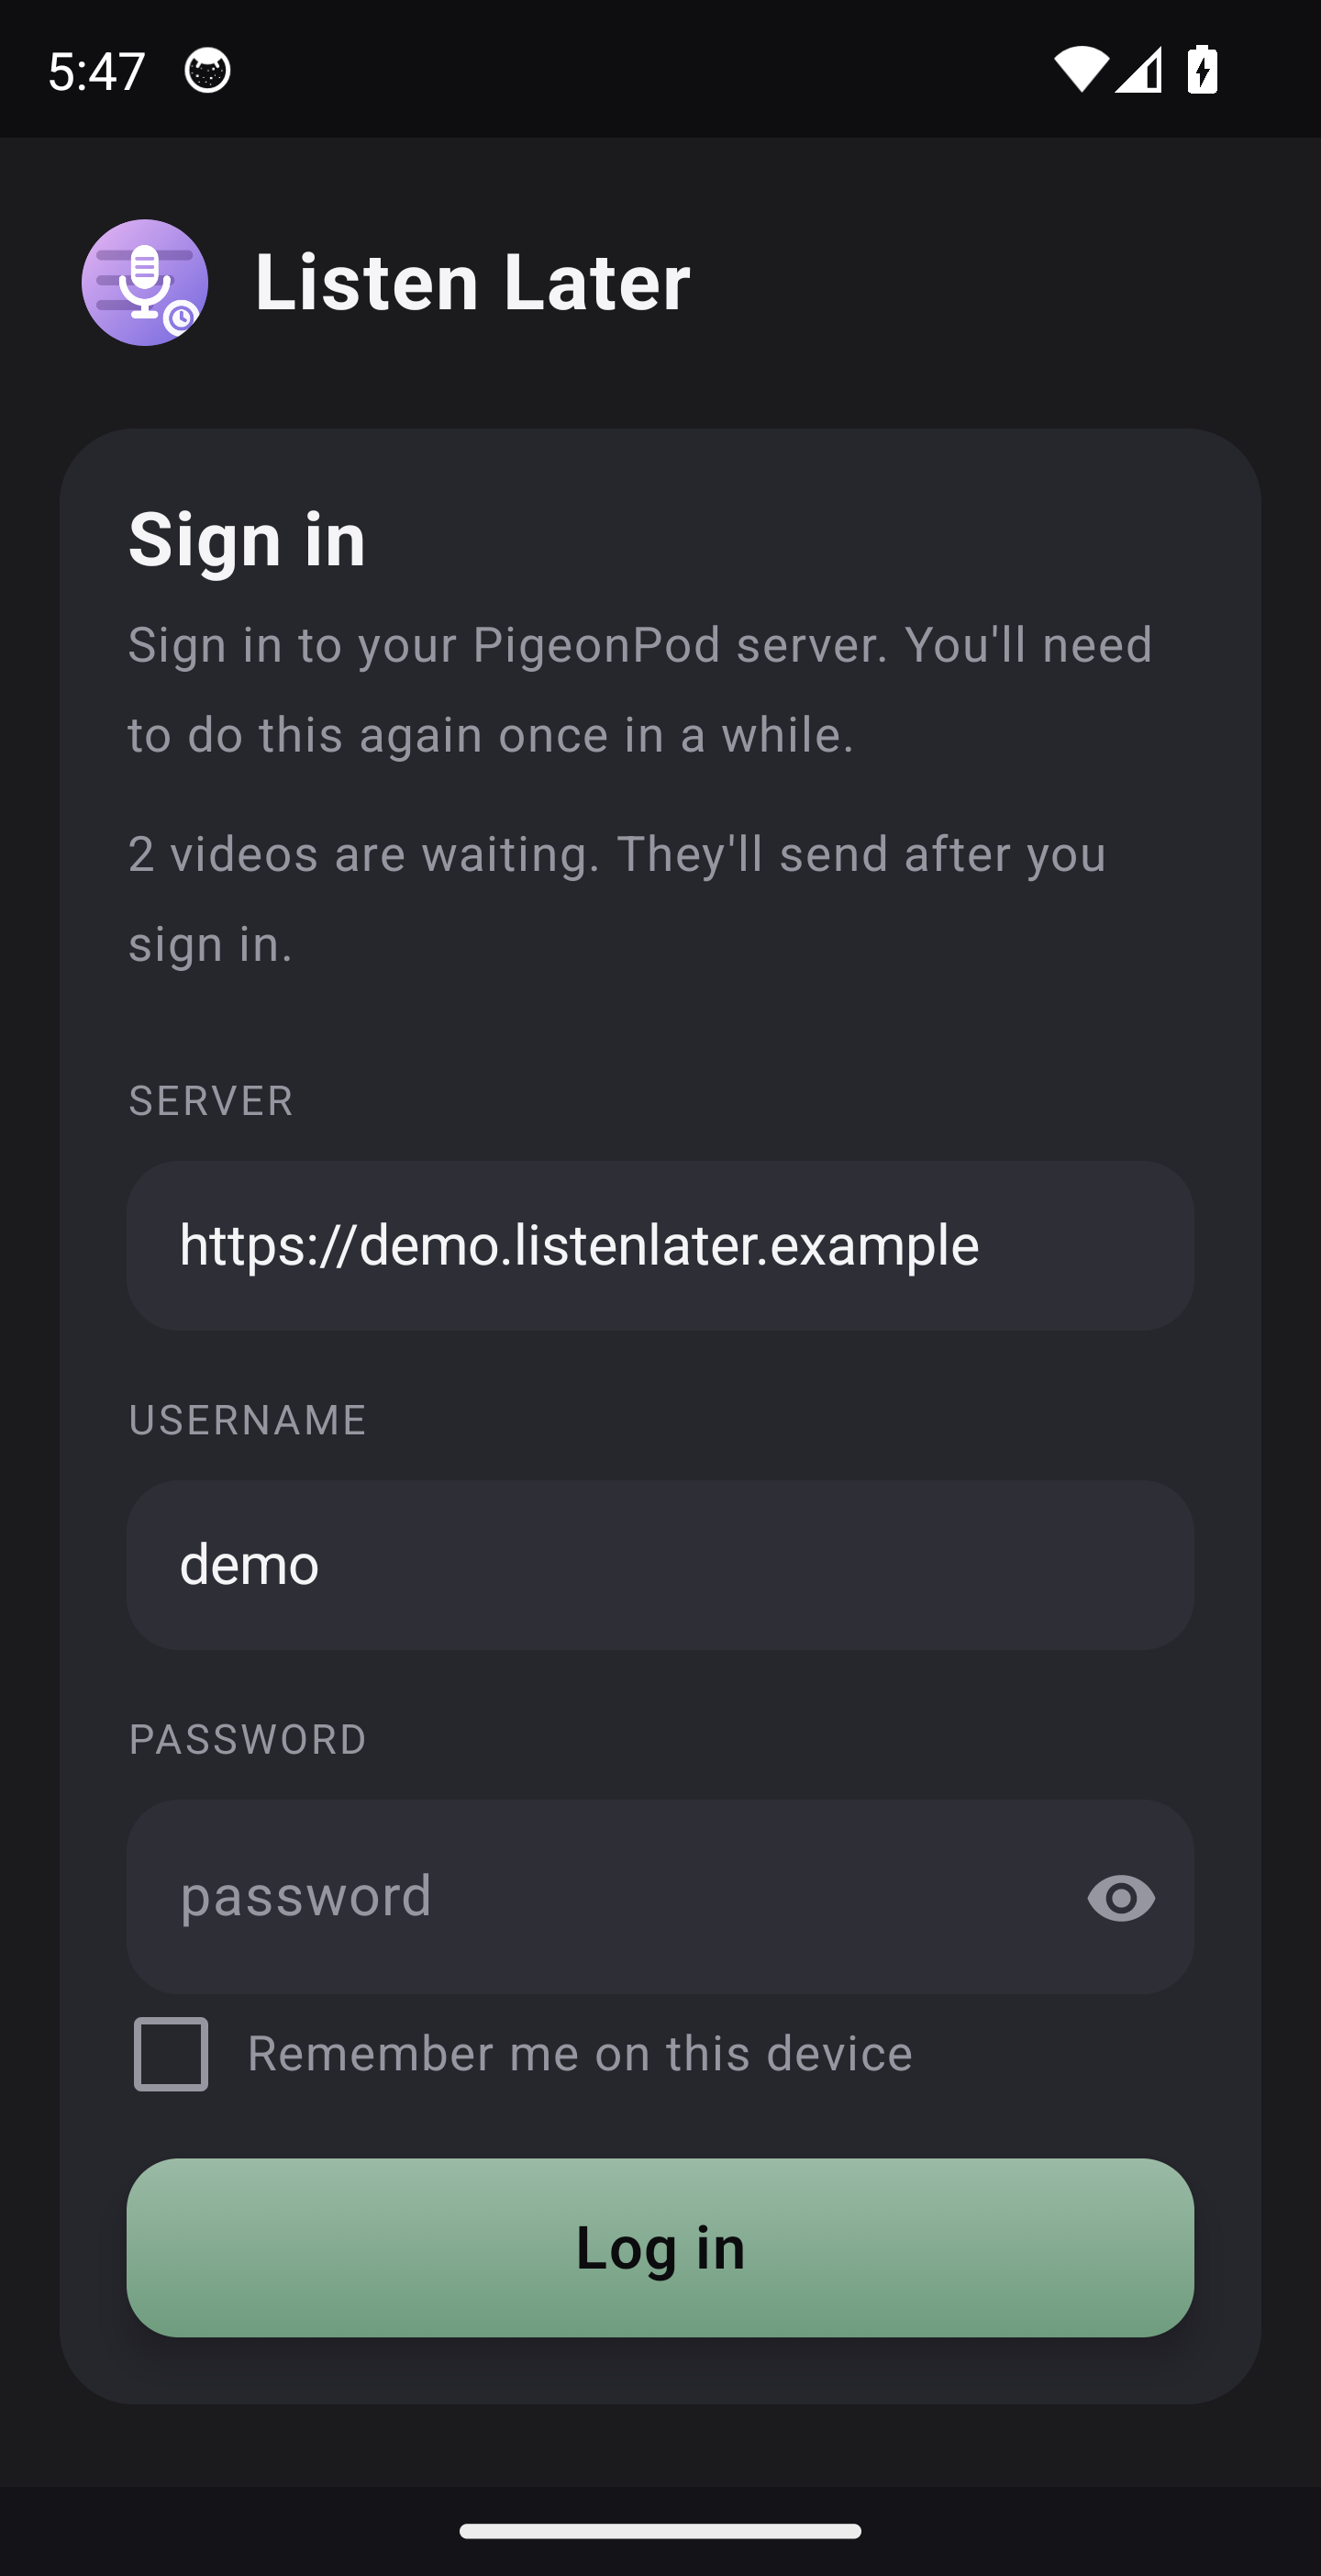 5:47
Listen Later
Sign in
Sign in to your PigeonPod server. You'll need
to do this again once in a while.
2 videos are waiting. They'll send after you
sign in.
SERVER
https://demo.listenlater.example
USERNAME
demo
PASSWORD
password
Remember me on this device
Log in